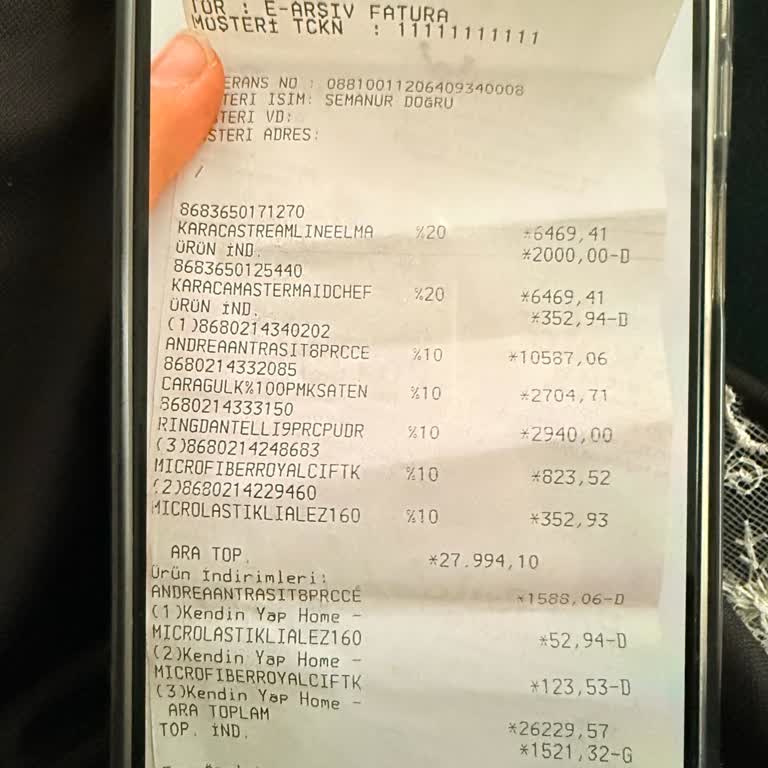 TÜR : E-ARŞİV FATURA
MÜŞTERİ TCKN : 11111111111
ERANS NO : 08810011206409340008
TERI ISIM: SEMANUR DOĞRU
TERI VD:
STERI ADRES:
/
8683650171270
KARACASTREAMLINEELMA %20 *6469,41
ÜRÜN İND. *2000,00-D
8683650125440
KARACAMASTERMAIDCHEF %20 *6469,41
ÜRÜN İND. *352,94-D
(1)8680214340202
ANDREAANTRASIT8PRCCE %10 *10587,06
8680214332085
CARAGULK%100PMKSATEN %10 *2704,71
8680214333150
RINGDANTELLI9PRCPUDR %10 *2940,00
(3)8680214248683
MICROFIBERROYALCIFTK %10 *823,52
(2)8680214229460
MICROLASTIKLIALEZ160 %10 *352,93
ARA TOP. *27.994,10
Ürün İndirimleri:
ANDREAANTRASIT8PRCCE *1588,06-D
(1)Kendin Yap Home -
MICROLASTIKLIALEZ160 *52,94-D
(2)Kendin Yap Home -
MICROFIBERROYALCIFTK *123,53-D
(3)Kendin Yap Home -
ARA TOPLAM *26229,57
TOP. İND. *1521,32-G